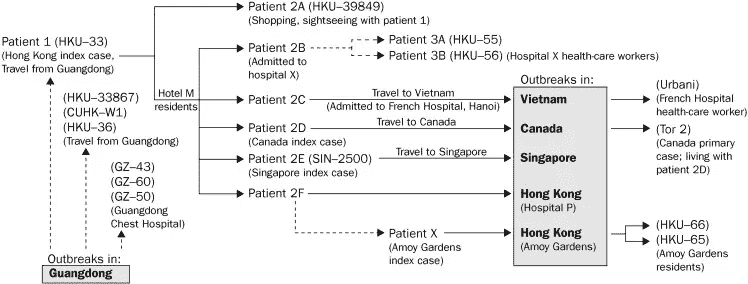 Patient 1 (HKU–33)
(Hong Kong index case,
Travel from Guangdong)
(HKU–33867)
(CUHK–W1)
(HKU–36)
(Travel from Guangdong)
(GZ–43)
(GZ–60)
(GZ–50)
(Guangdong
Chest Hospital)
Outbreaks in:
Guangdong
Hotel M
residents
Patient 2A (HKU–39849)
(Shopping, sightseeing with patient 1)
Patient 2B
(Admitted to
hospital X)
Patient 3A (HKU–55)
Patient 3B (HKU–56) (Hospital X health-care workers)
Patient 2C
Travel to Vietnam
(Admitted to French Hospital, Hanoi)
Patient 2D
(Canada index case)
Travel to Canada
Patient 2E (SIN–2500)
(Singapore index case)
Travel to Singapore
Patient 2F
Patient X
(Amoy Gardens
index case)
Outbreaks in:
Vietnam
Canada
Singapore
Hong Kong
(Hospital P)
Hong Kong
(Amoy Gardens)
(Urbani)
(French Hospital
health-care worker)
(Tor 2)
(Canada primary
case; living with
patient 2D)
(HKU–66)
(HKU–65)
(Amoy Gardens
residents)